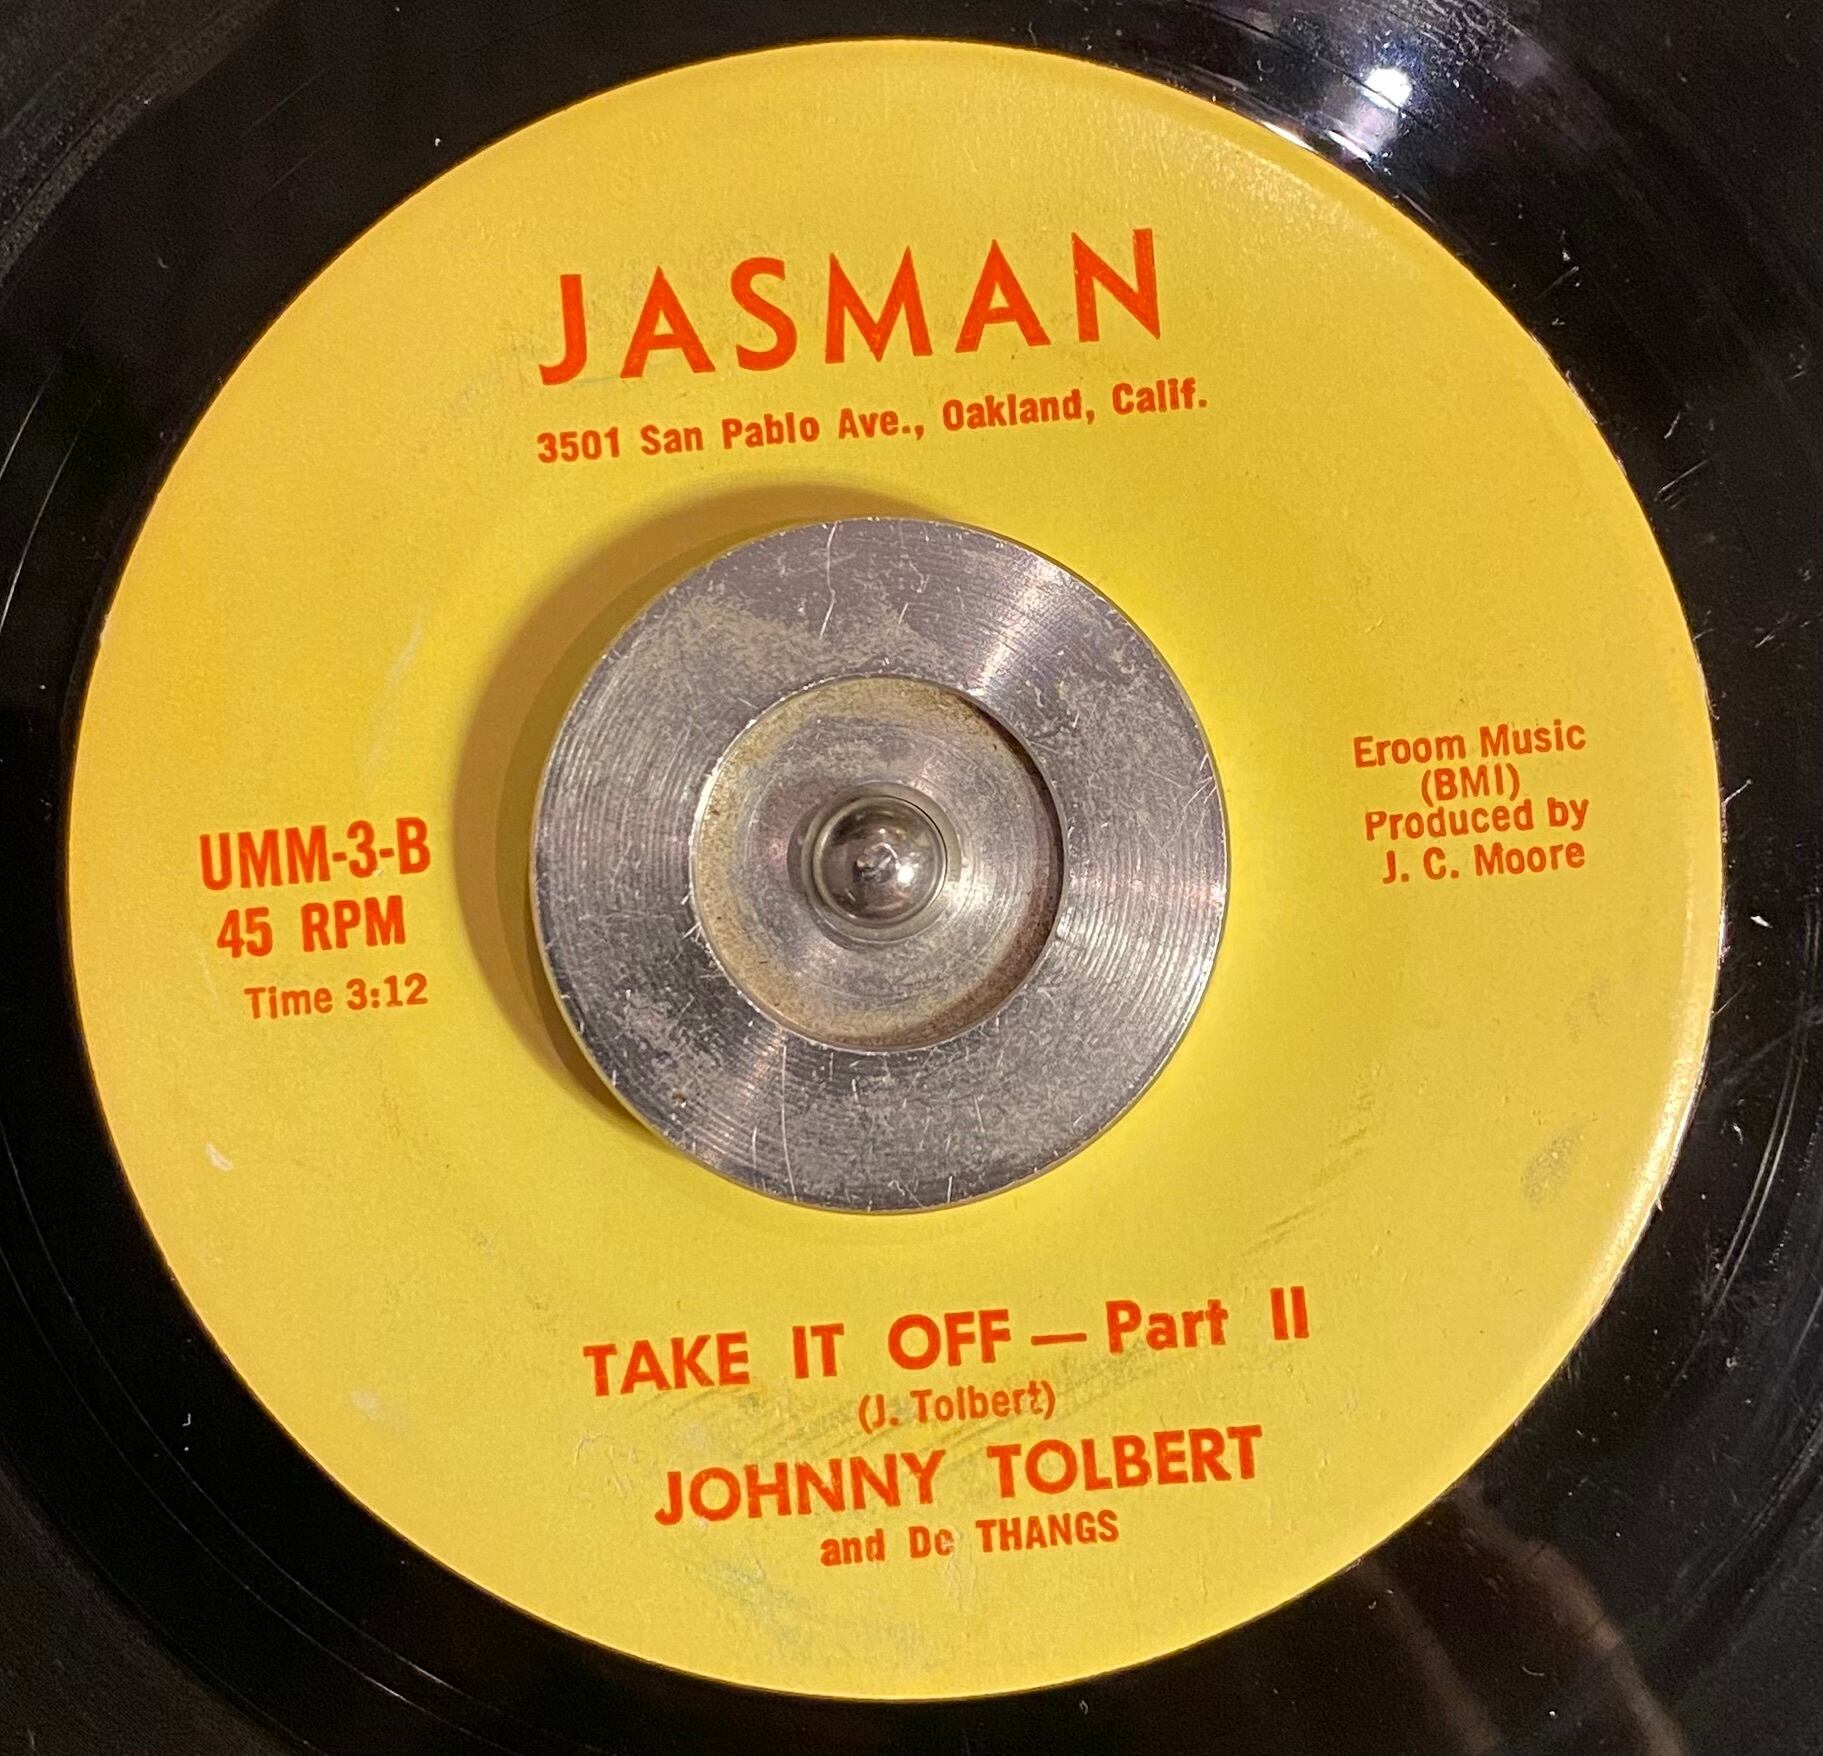 JASMAN
3501 San Pablo Ave., Oakland, Calif.
Eroom Music
(BMI)
Produced by
J. C. Moore
UMM-3-B
45 RPM
Time 3:12
TAKE IT OFF — Part II
(J. Tolbert)
JOHNNY TOLBERT
and De THANGS